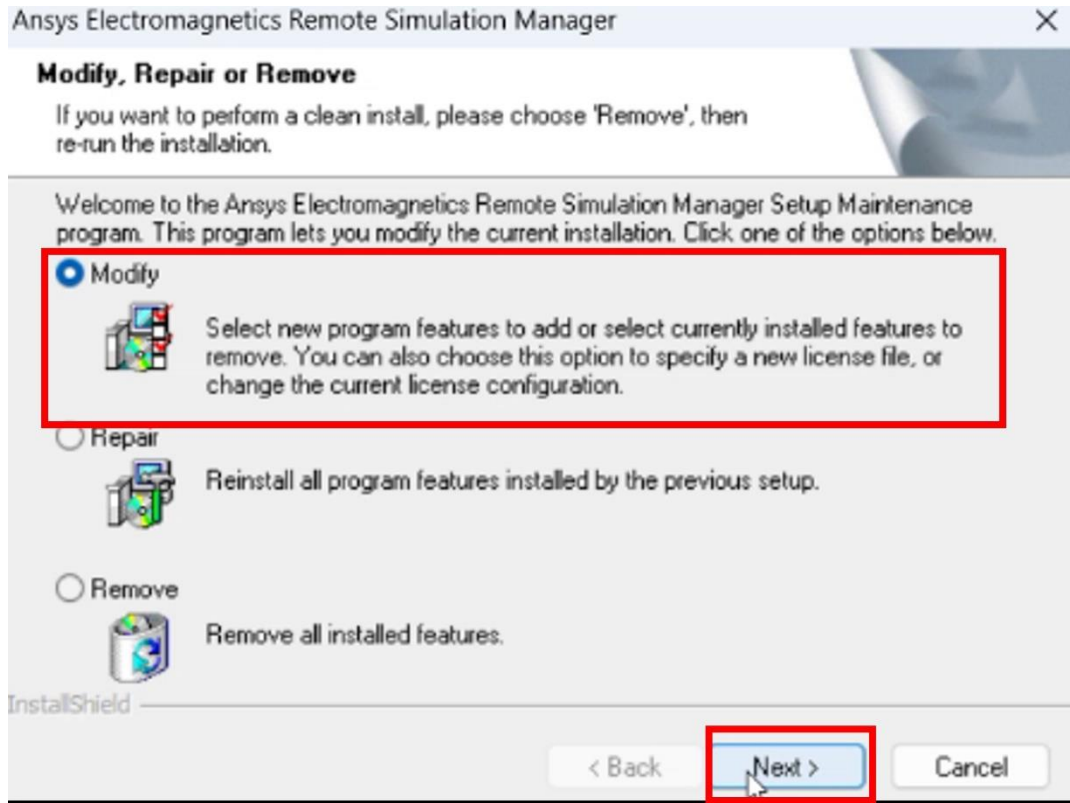 Ansys Electromagnetics Remote Simulation Manager
Modify, Repair or Remove
If you want to perform a clean install, please choose 'Remove', then
re-run the installation.
Welcome to the Ansys Electromagnetics Remote Simulation Manager Setup Maintenance
program. This program lets you modify the current installation. Click one of the options below.
Modify
Select new program features to add or select currently installed features to
remove. You can also choose this option to specify a new license file, or
change the current license configuration.
Repair
Reinstall all program features installed by the previous setup.
Remove
Remove all installed features.
InstallShield
< Back Next > Cancel